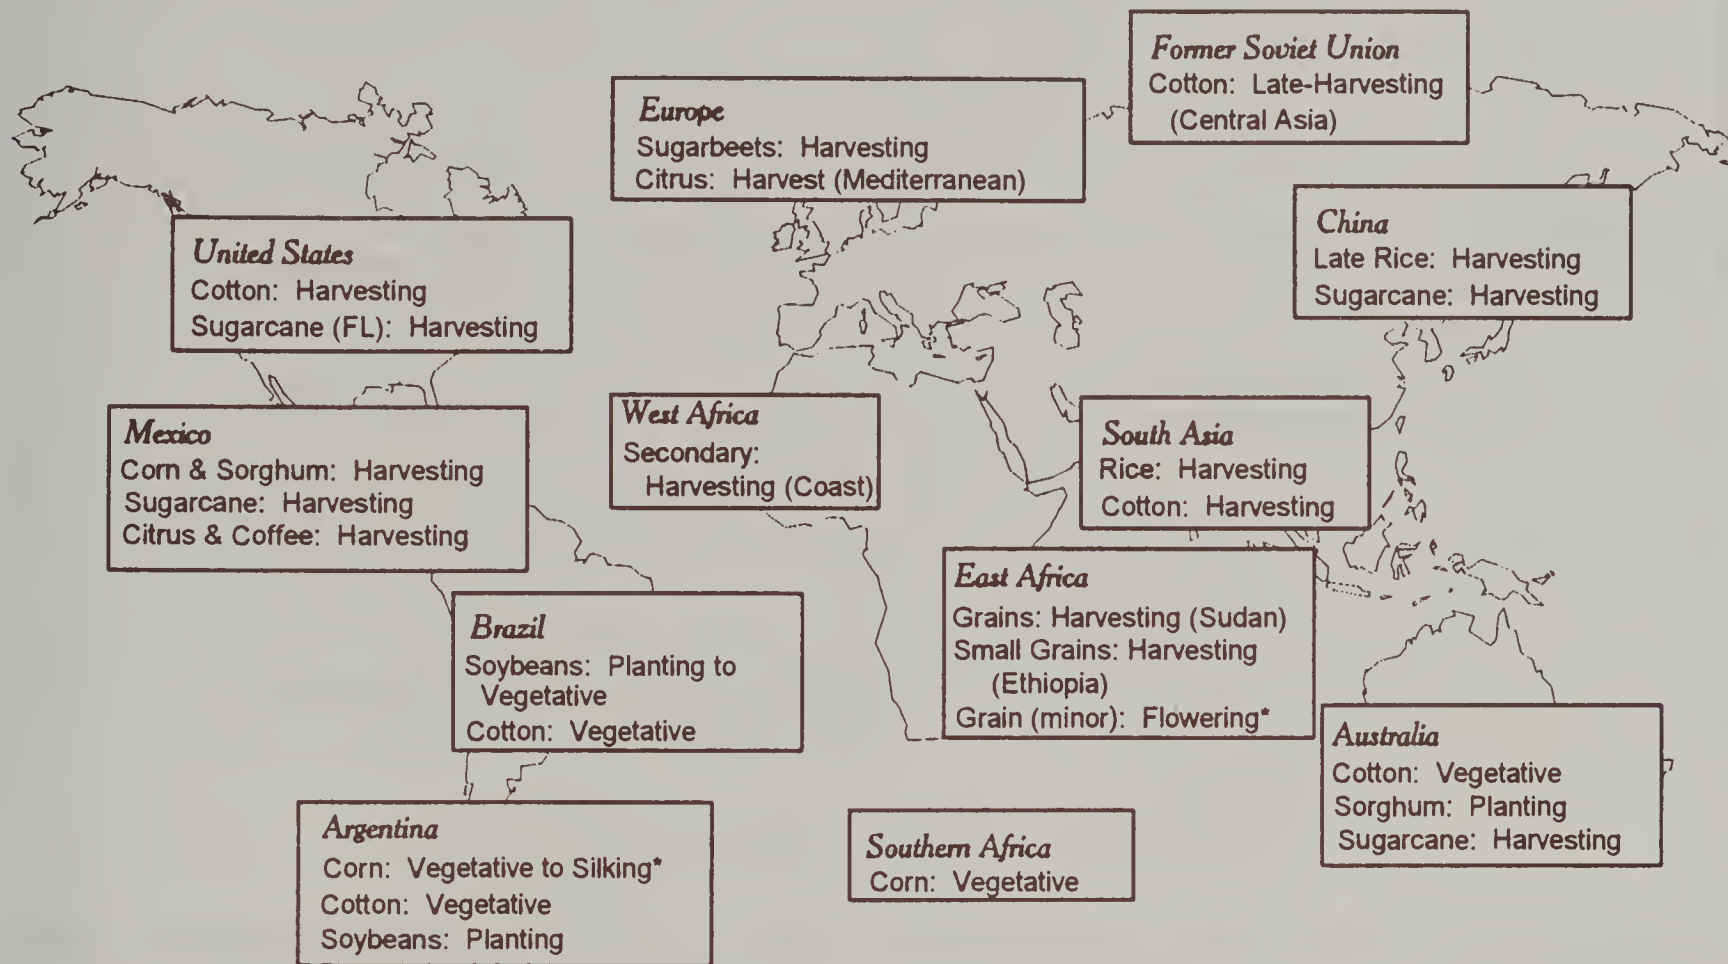 Former Soviet Union
Cotton: Late-Harvesting
(Central Asia)
Europe
Sugarbeets: Harvesting
Citrus: Harvest (Mediterranean)
United States
Cotton: Harvesting
Sugarcane (FL): Harvesting
China
Late Rice: Harvesting
Sugarcane: Harvesting
Mexico
Corn & Sorghum: Harvesting
Sugarcane: Harvesting
Citrus & Coffee: Harvesting
West Africa
Secondary:
Harvesting (Coast)
South Asia
Rice: Harvesting
Cotton: Harvesting
East Africa
Grains: Harvesting (Sudan)
Small Grains: Harvesting
(Ethiopia)
Grain (minor): Flowering*
Brazil
Soybeans: Planting to
Vegetative
Cotton: Vegetative
Australia
Cotton: Vegetative
Sorghum: Planting
Sugarcane: Harvesting
Argentina
Corn: Vegetative to Silking*
Cotton: Vegetative
Soybeans: Planting
Southern Africa
Corn: Vegetative